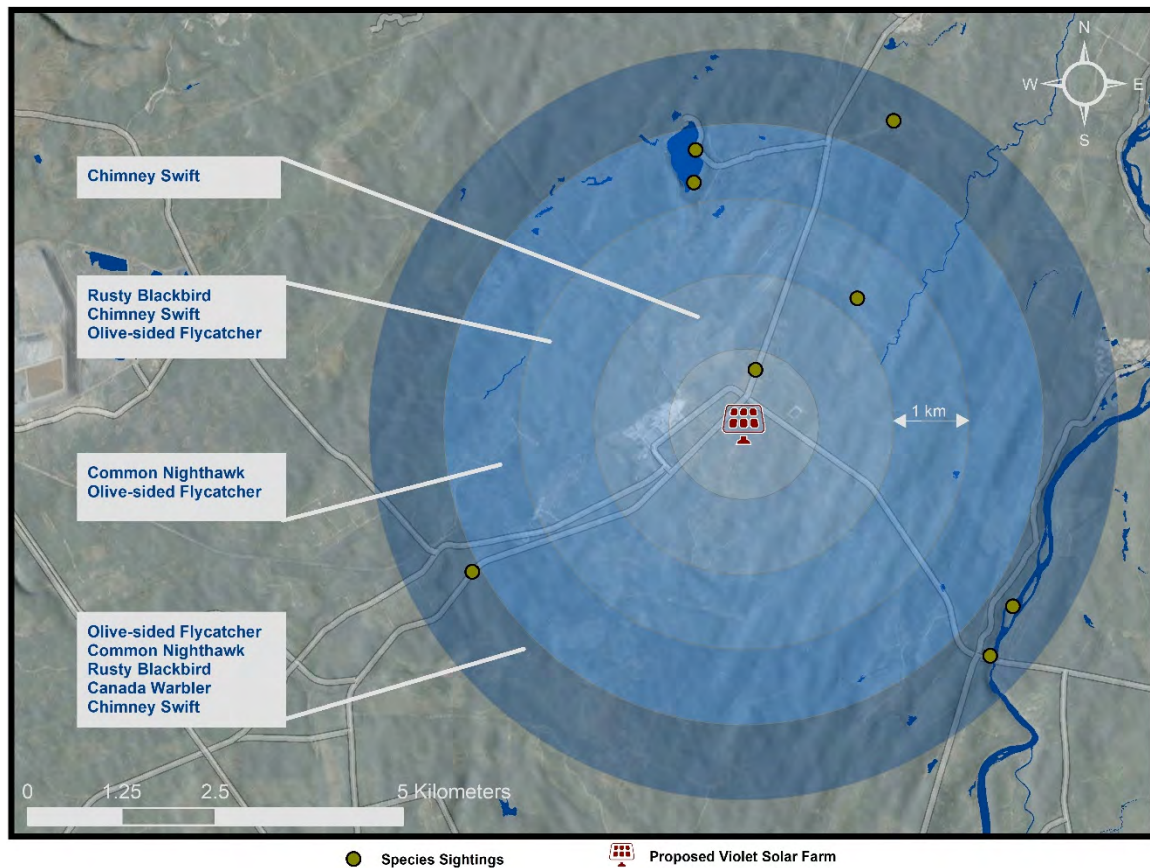 N
W E
S
Chimney Swift
Rusty Blackbird
Chimney Swift
Olive-sided Flycatcher
1 km
Common Nighthawk
Olive-sided Flycatcher
Olive-sided Flycatcher
Common Nighthawk
Rusty Blackbird
Canada Warbler
Chimney Swift
0 1.25 2.5 5 Kilometers
Species Sightings Proposed Violet Solar Farm